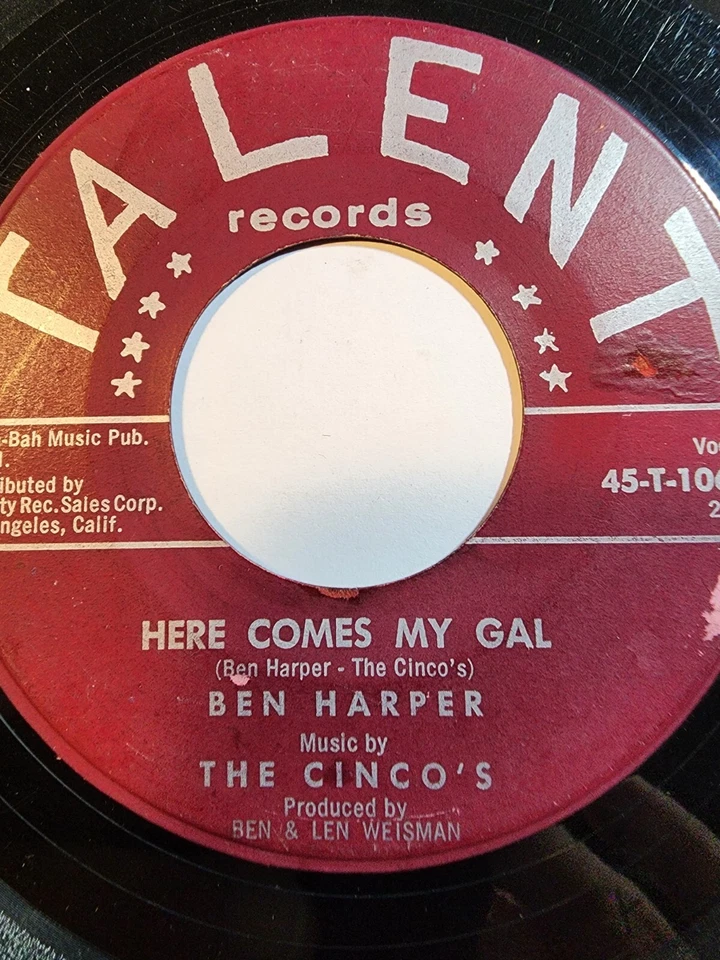 TALENT
records
-Bah Music Pub.
ibuted by
ty Rec. Sales Corp.
ngeles, Calif.
45-T-10
HERE COMES MY GAL
(Ben Harper - The Cinco's)
BEN HARPER
Music by
THE CINCO'S
Produced by
BEN & LEN WEISMAN